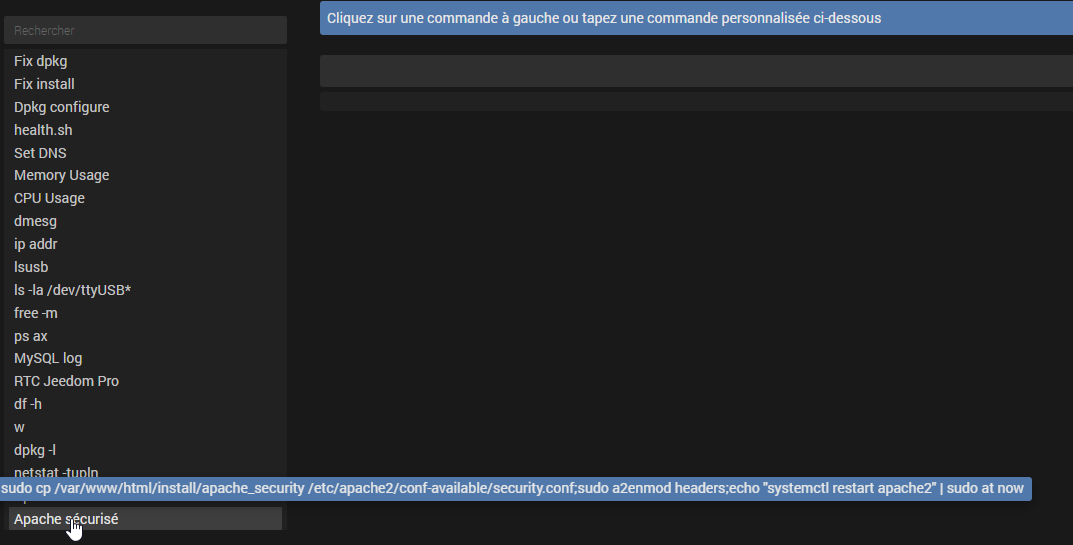 Cliquez sur une commande à gauche ou tapez une commande personnalisée ci-dessous
Rechercher
Fix dpkg
Fix install
Dpkg configure
health.sh
Set DNS
Memory Usage
CPU Usage
dmesg
ip addr
lsusb
ls -la /dev/ttyUSB*
free -m
ps ax
MySQL log
RTC Jeedom Pro
df -h
w
dpkg -l
netstat -tupln
sudo cp /var/www/html/install/apache_security /etc/apache2/conf-available/security.conf;sudo a2enmod headers;echo "systemctl restart apache2" | sudo at now
Apache sécurisé